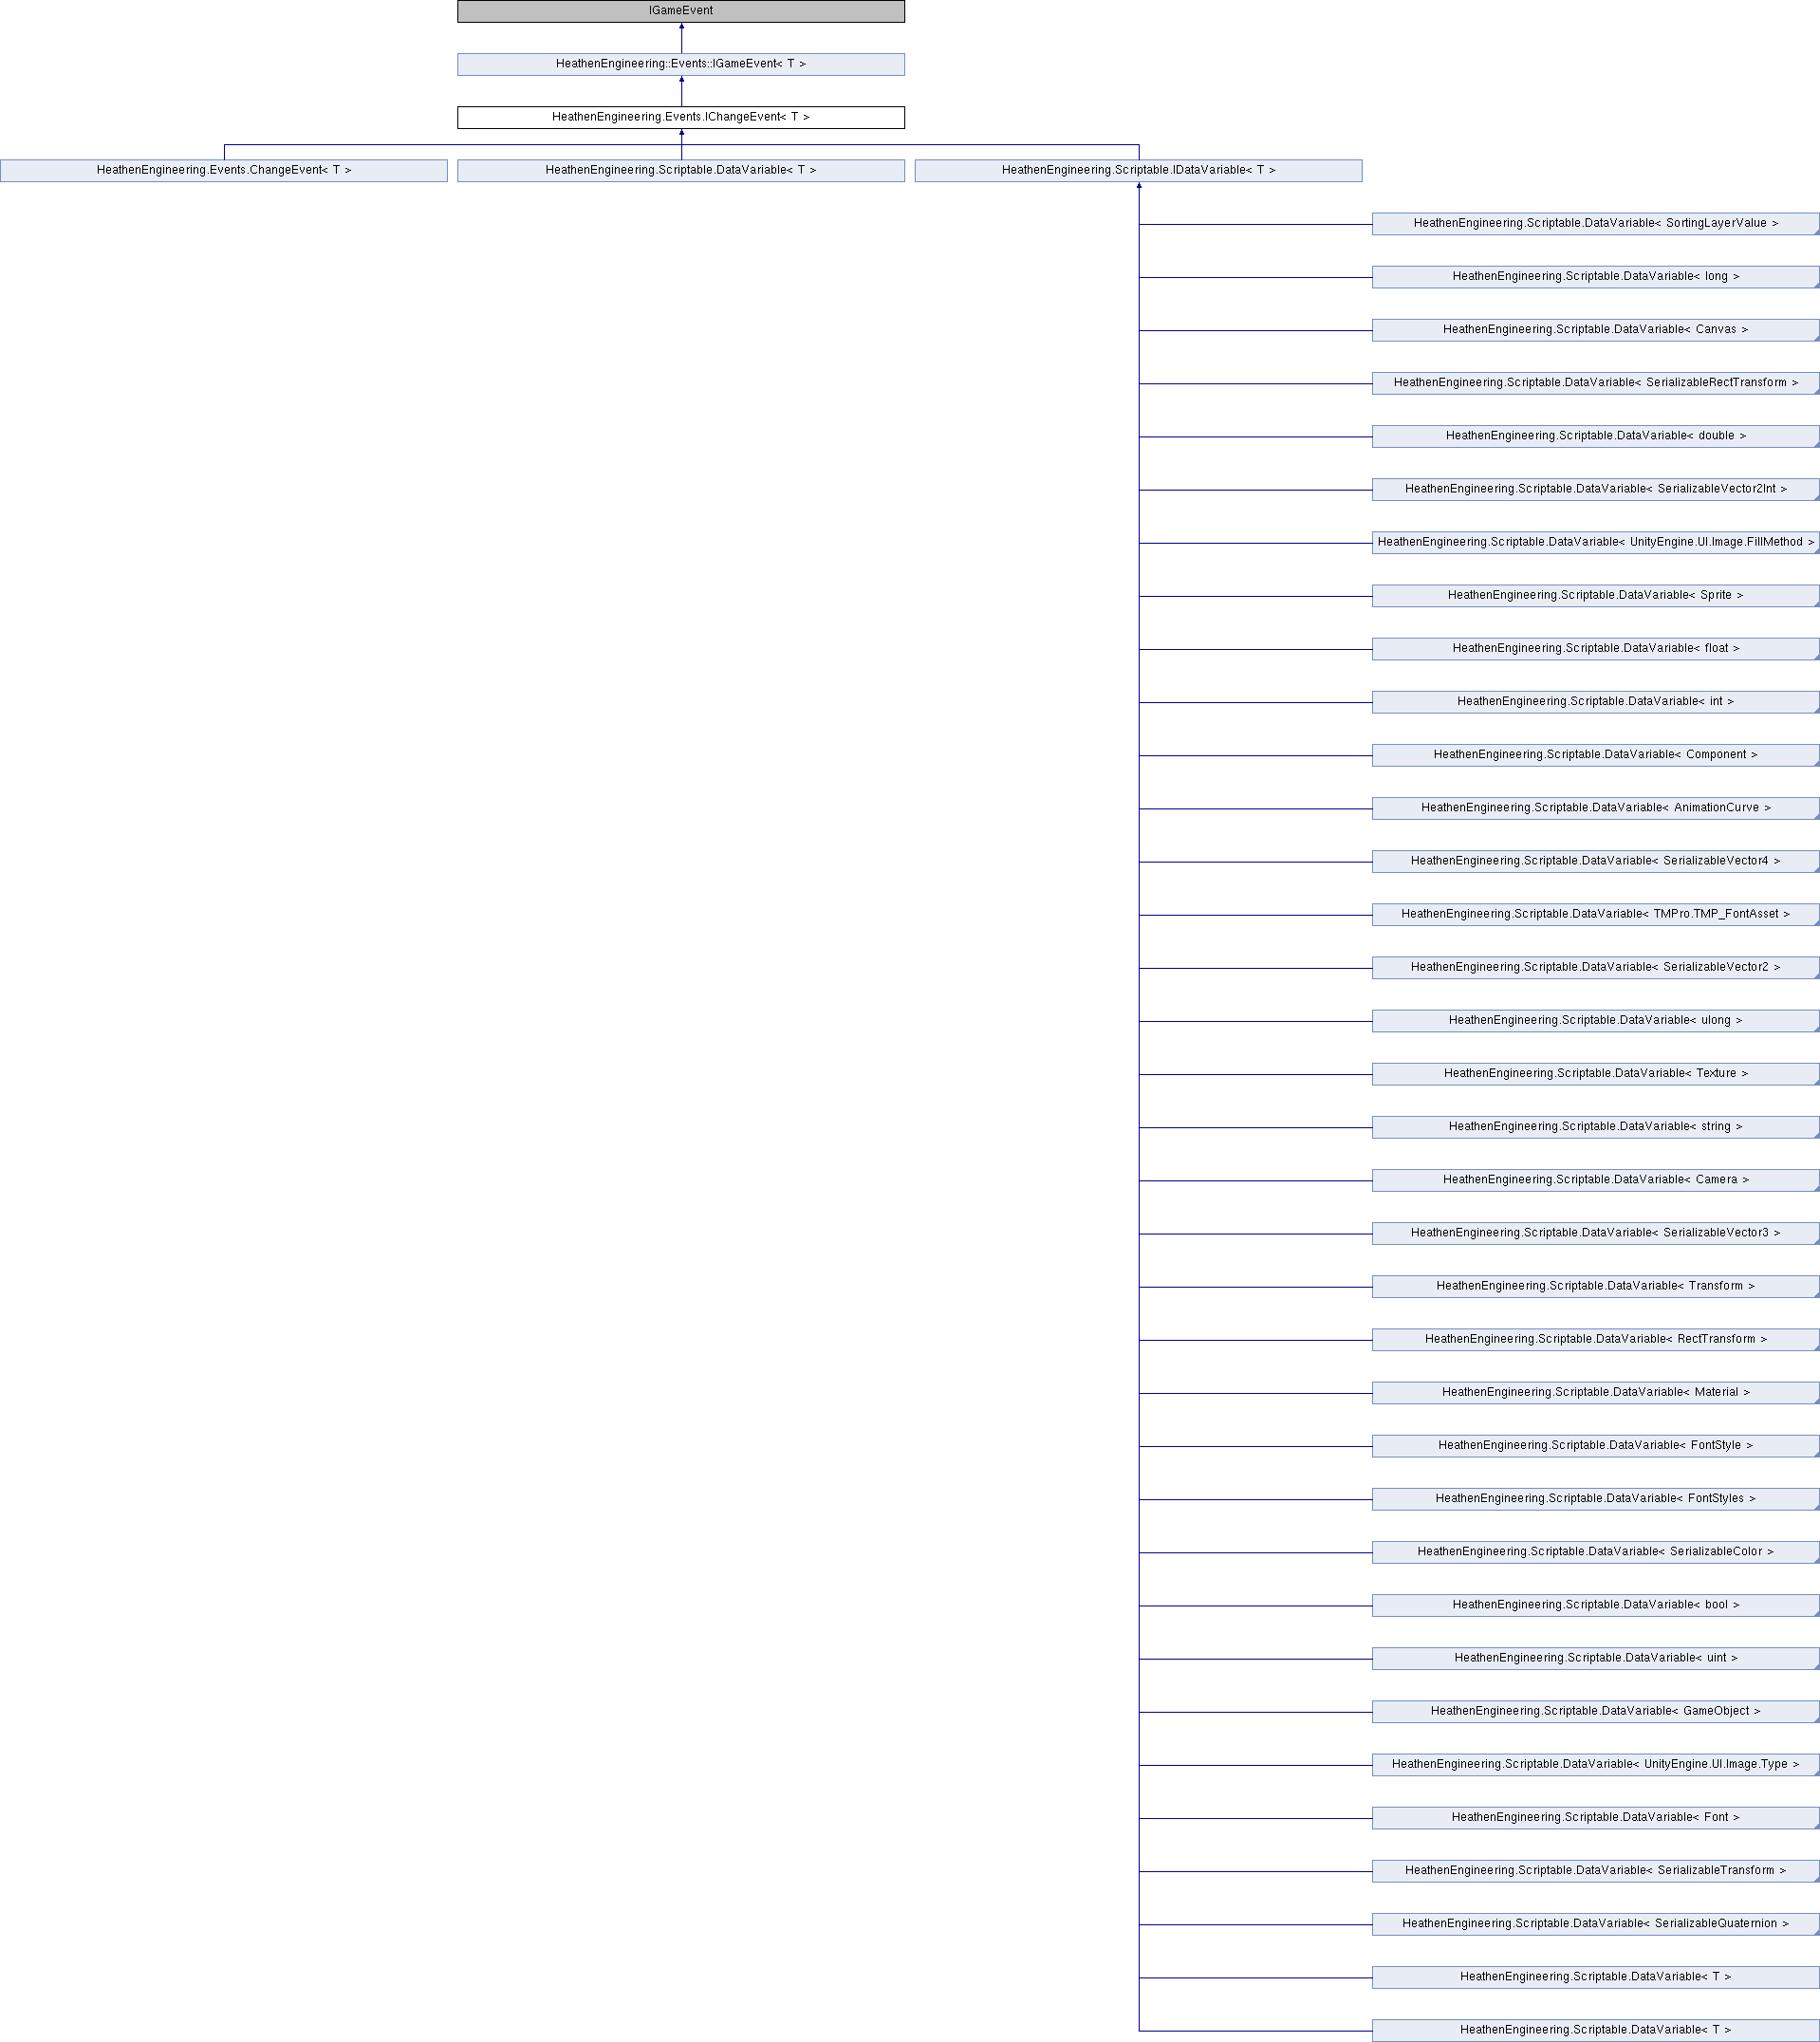 IGameEvent
HeathenEngineering::Events::IGameEvent< T >
HeathenEngineering.Events.IChangeEvent< T >
HeathenEngineering.Events.ChangeEvent< T >
HeathenEngineering.Scriptable.DataVariable< T >
HeathenEngineering.Scriptable.IDataVariable< T >
HeathenEngineering.Scriptable.DataVariable< SortingLayerValue >
HeathenEngineering.Scriptable.DataVariable< long >
HeathenEngineering.Scriptable.DataVariable< Canvas >
HeathenEngineering.Scriptable.DataVariable< SerializableRectTransform >
HeathenEngineering.Scriptable.DataVariable< double >
HeathenEngineering.Scriptable.DataVariable< SerializableVector2Int >
HeathenEngineering.Scriptable.DataVariable< UnityEngine.UI.Image.FillMethod >
HeathenEngineering.Scriptable.DataVariable< Sprite >
HeathenEngineering.Scriptable.DataVariable< float >
HeathenEngineering.Scriptable.DataVariable< int >
HeathenEngineering.Scriptable.DataVariable< Component >
HeathenEngineering.Scriptable.DataVariable< AnimationCurve >
HeathenEngineering.Scriptable.DataVariable< SerializableVector4 >
HeathenEngineering.Scriptable.DataVariable< TMPro.TMP_FontAsset >
HeathenEngineering.Scriptable.DataVariable< SerializableVector2 >
HeathenEngineering.Scriptable.DataVariable< ulong >
HeathenEngineering.Scriptable.DataVariable< Texture >
HeathenEngineering.Scriptable.DataVariable< string >
HeathenEngineering.Scriptable.DataVariable< Camera >
HeathenEngineering.Scriptable.DataVariable< SerializableVector3 >
HeathenEngineering.Scriptable.DataVariable< Transform >
HeathenEngineering.Scriptable.DataVariable< RectTransform >
HeathenEngineering.Scriptable.DataVariable< Material >
HeathenEngineering.Scriptable.DataVariable< FontStyle >
HeathenEngineering.Scriptable.DataVariable< FontStyles >
HeathenEngineering.Scriptable.DataVariable< SerializableColor >
HeathenEngineering.Scriptable.DataVariable< bool >
HeathenEngineering.Scriptable.DataVariable< uint >
HeathenEngineering.Scriptable.DataVariable< GameObject >
HeathenEngineering.Scriptable.DataVariable< UnityEngine.UI.Image.Type >
HeathenEngineering.Scriptable.DataVariable< Font >
HeathenEngineering.Scriptable.DataVariable< SerializableTransform >
HeathenEngineering.Scriptable.DataVariable< SerializableQuaternion >
HeathenEngineering.Scriptable.DataVariable< T >
HeathenEngineering.Scriptable.DataVariable< T >